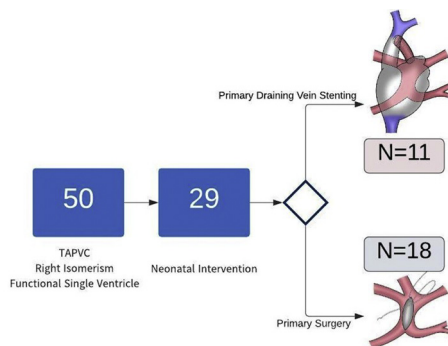 Primary Draining Vein Stenting
N=11
50
29
TAPVC
Right Isomerism
Functional Single Ventricle
Neonatal Intervention
N=18
Primary Surgery